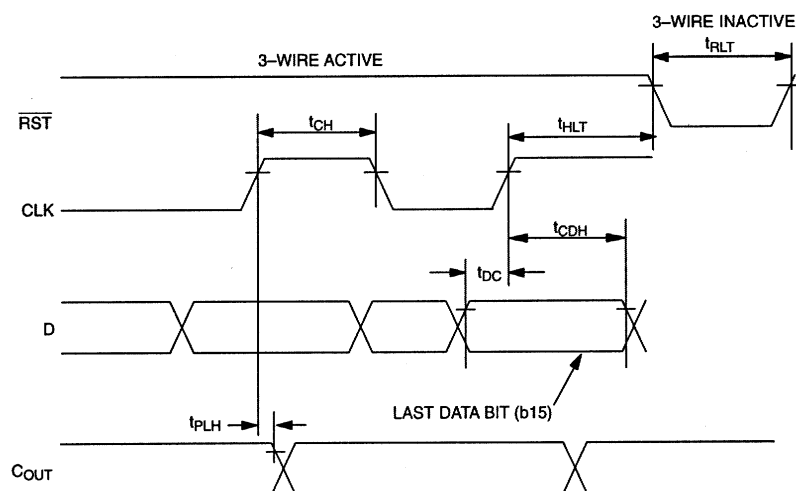 3–WIRE INACTIVE
tRLT
3–WIRE ACTIVE
RST
tCH
tHLT
CLK
tCDH
tDC
D
LAST DATA BIT (b15)
tPLH
COUT